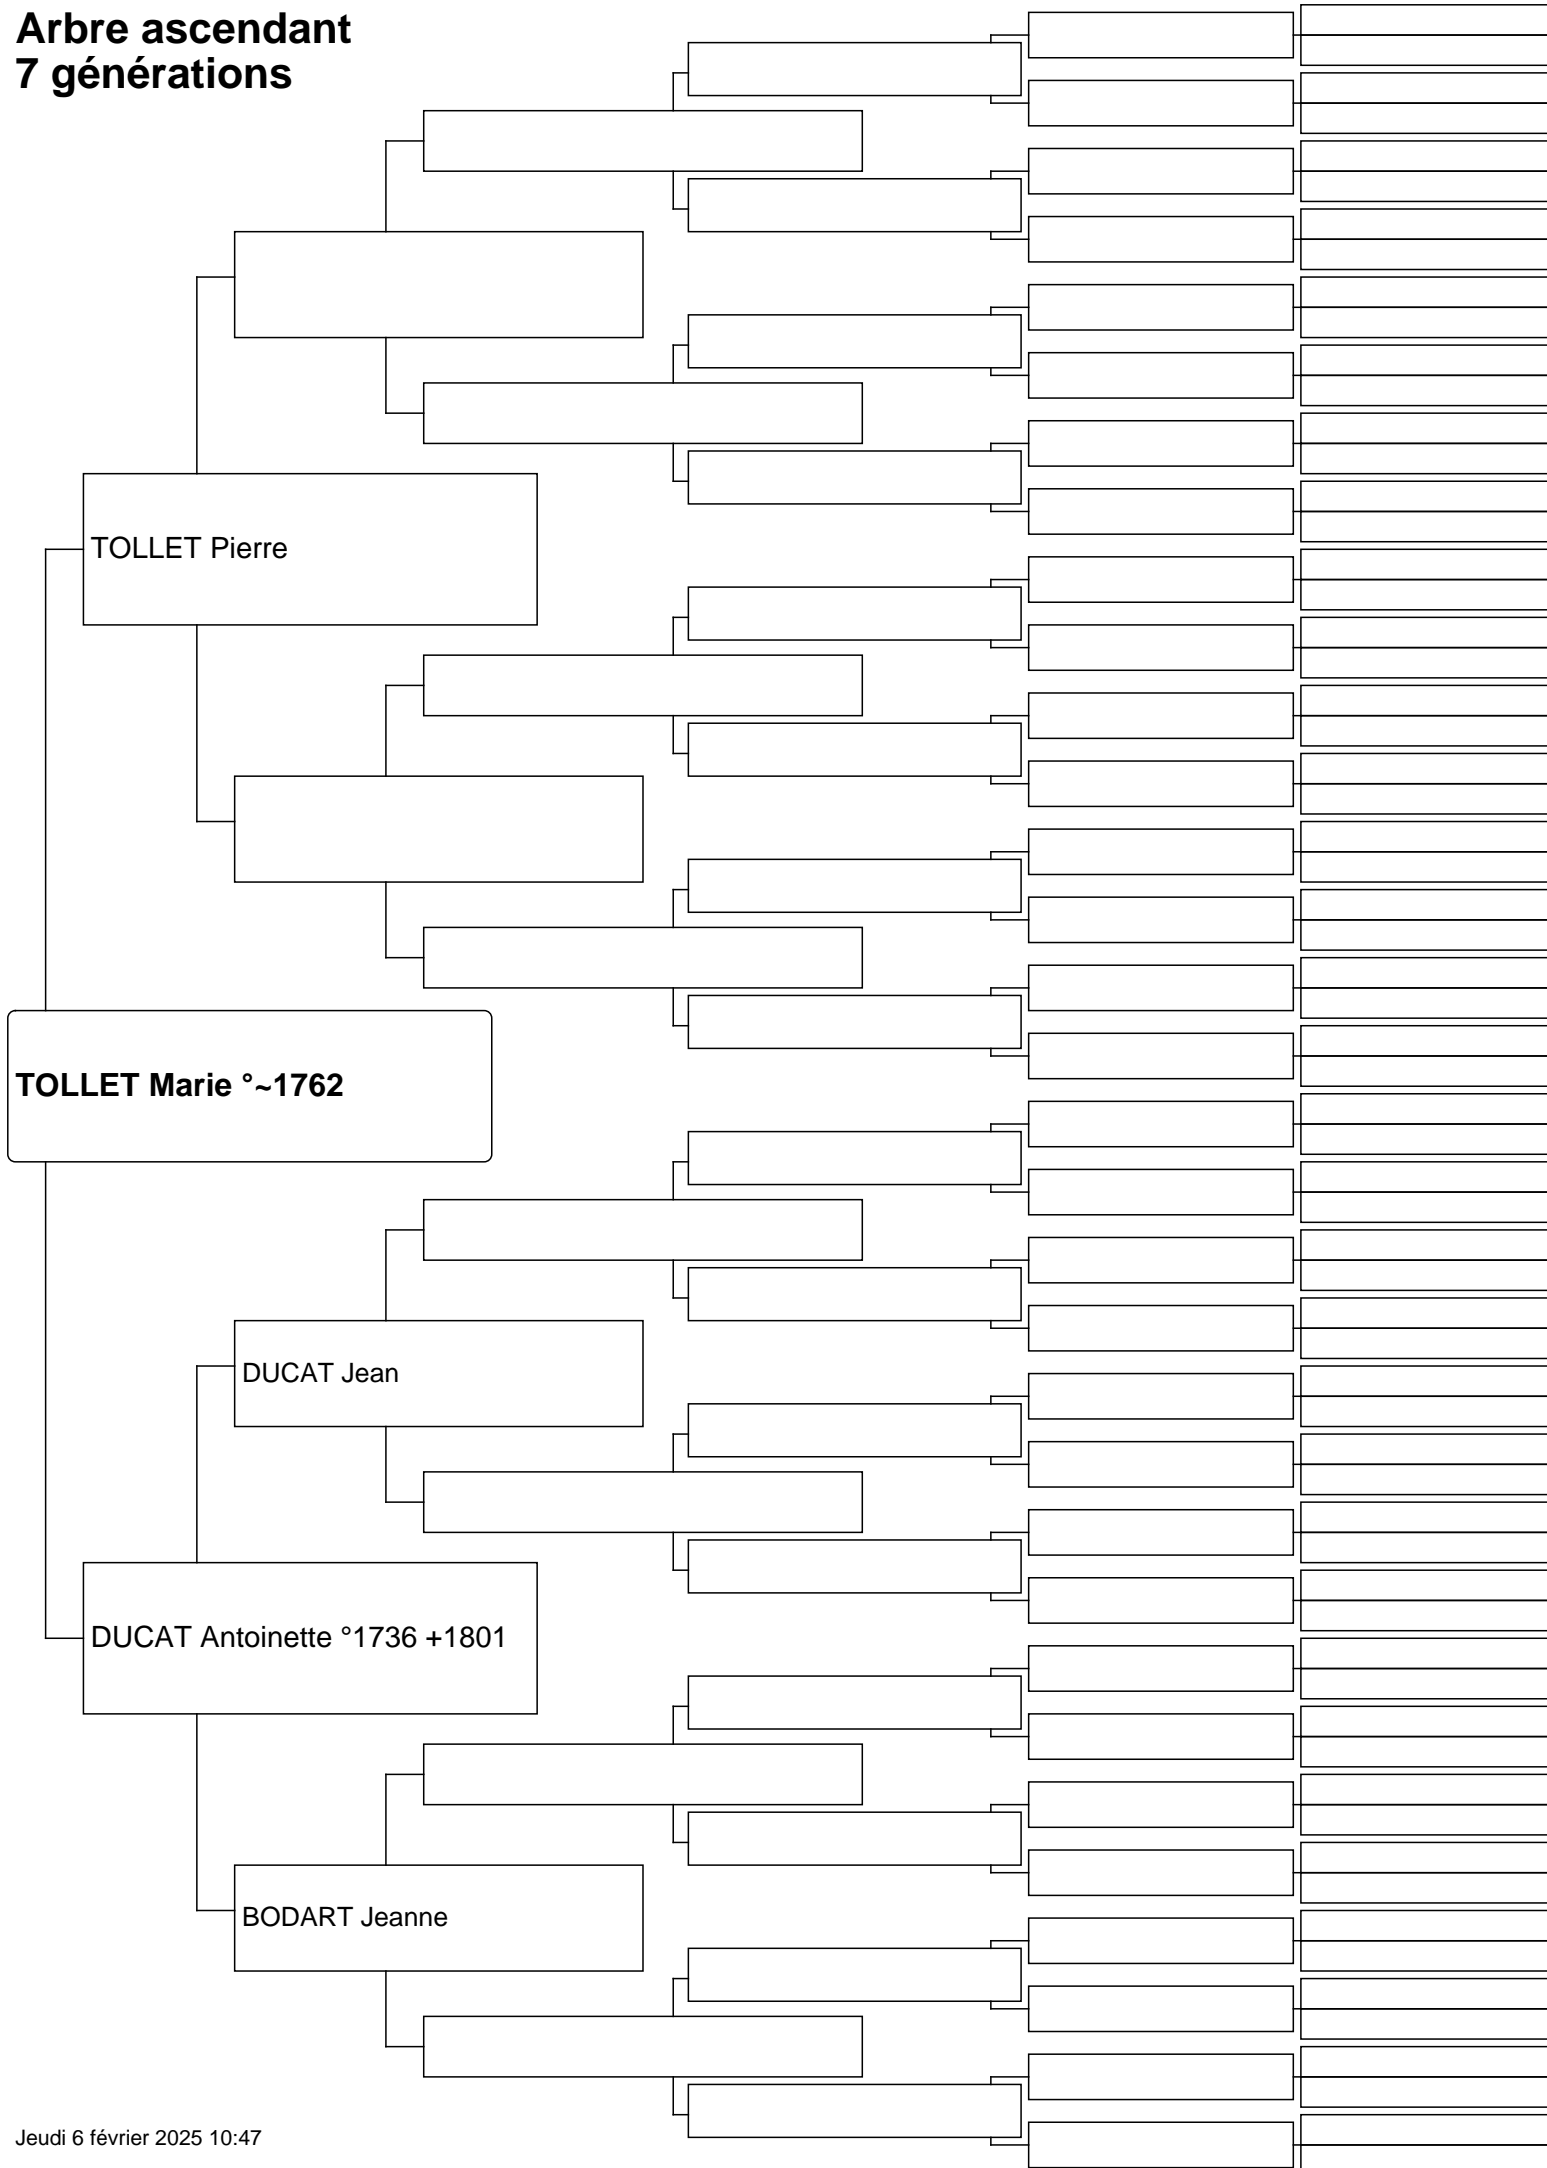 Arbre ascendant
7 générations
TOLLET Pierre
TOLLET Marie °~1762
DUCAT Jean
DUCAT Antoinette °1736 +1801
BODART Jeanne
Jeudi 6 février 2025 10:47